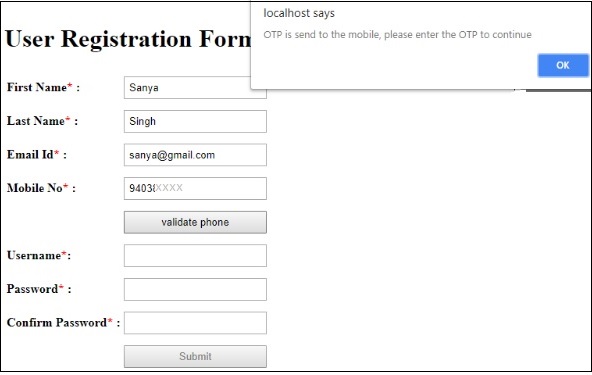 localhost says
OTP is send to the mobile, please enter the OTP to continue
OK
User Registration Form
First Name* : Sanya
Last Name* : Singh
Email Id* : sanya@gmail.com
Mobile No* : 9403XXXX
validate phone
Username*:
Password* :
Confirm Password* :
Submit